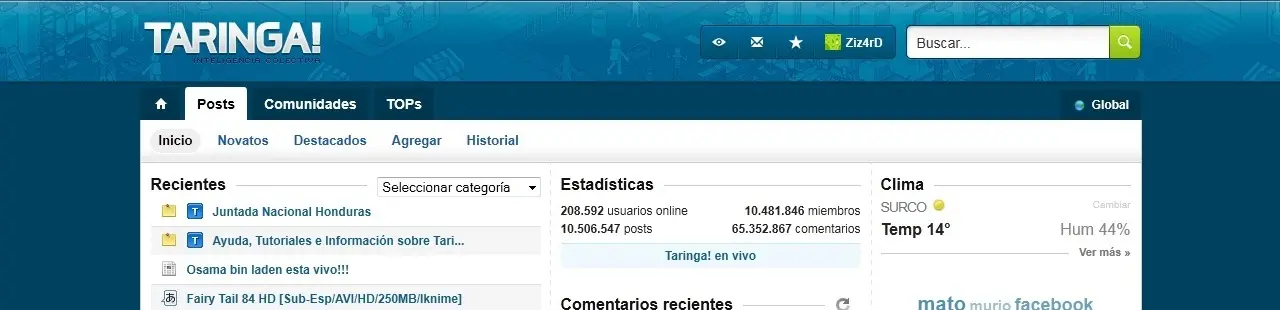 TARINGA!
INTELIGENCIA COLECTIVA
Ziz4rD
Buscar...
Posts Comunidades TOPs Global
Inicio Novatos Destacados Agregar Historial
Recientes Seleccionar categoría
T Juntada Nacional Honduras
T Ayuda, Tutoriales e Información sobre Tari...
Osama bin laden esta vivo!!!
あ Fairy Tail 84 HD [Sub-Esp/AVI/HD/250MB/Iknime]
Estadísticas
208.592 usuarios online 10.481.846 miembros
10.506.547 posts 65.352.867 comentarios
Taringa! en vivo
Comentarios recientes
Clima
SURCO Cambiar
Temp 14° Hum 44%
Ver más »
mato murio facebook